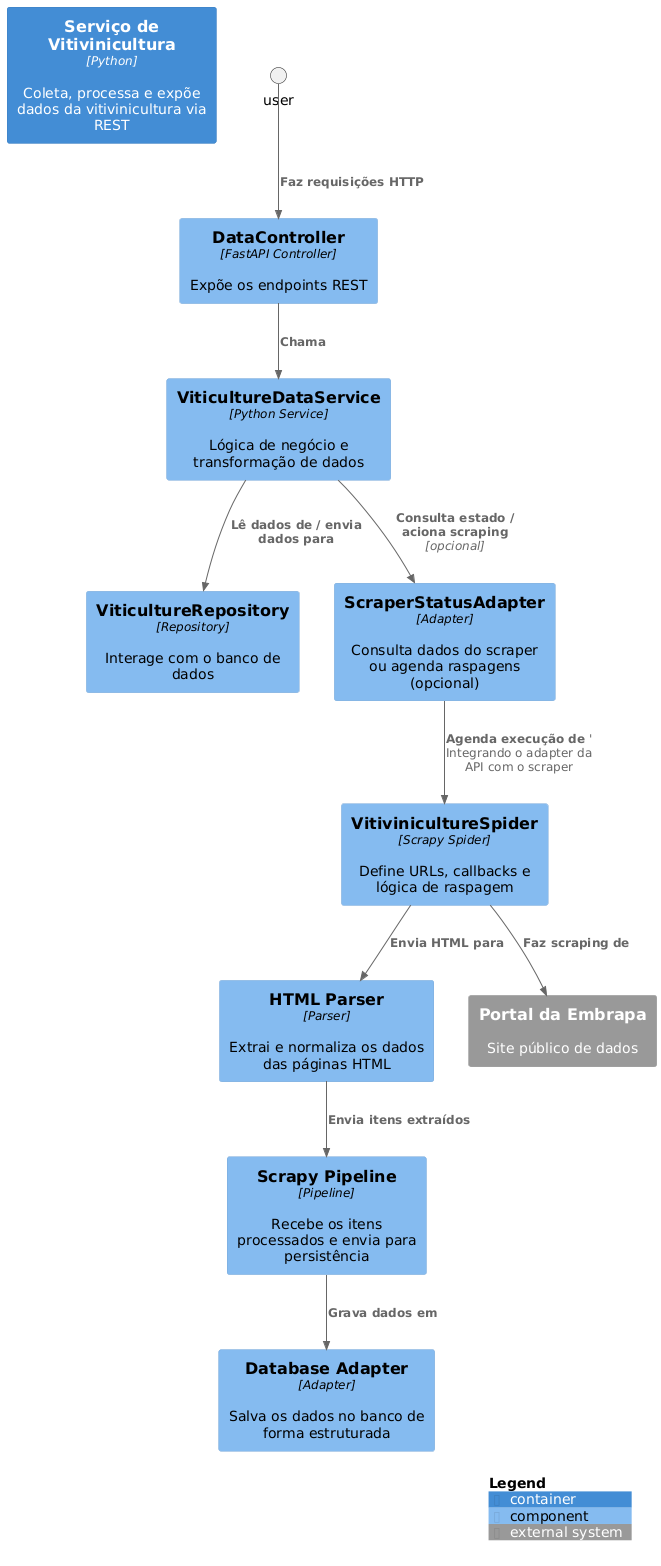 Serviço de
Vitivinicultura
[Python]
Coleta, processa e expõe
dados da vitivinicultura via
REST
user
Faz requisições HTTP
DataController
[FastAPI Controller]
Expõe os endpoints REST
Chama
ViticultureDataService
[Python Service]
Lógica de negócio e
transformação de dados
Lê dados de / envia
dados para
Consulta estado /
aciona scraping
[opcional]
ViticultureRepository
[Repository]
Interage com o banco de
dados
ScraperStatusAdapter
[Adapter]
Consulta dados do scraper
ou agenda raspagens
(opcional)
Agenda execução de '
Integrando o adapter da
API com o scraper
VitivinicultureSpider
[Scrapy Spider]
Define URLs, callbacks e
lógica de raspagem
Envia HTML para
Faz scraping de
HTML Parser
[Parser]
Extrai e normaliza os dados
das páginas HTML
Portal da Embrapa
Site público de dados
Envia itens extraídos
Scrapy Pipeline
[Pipeline]
Recebe os itens
processados e envia para
persistência
Grava dados em
Database Adapter
[Adapter]
Salva os dados no banco de
forma estruturada
Legend
container
component
external system